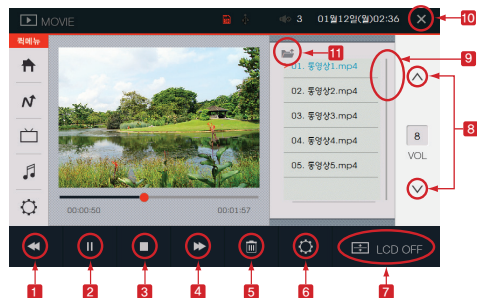 MOVIE 3 01월12일(월)02:36 10
퀵메뉴
11
9
01. 동영상1.mp4
02. 동영상2.mp4
03. 동영상3.mp4
04. 동영상4.mp4
05. 동영상5.mp4
8
VOL
8
00:00:50 00:01:57
LCD OFF
1 2 3 4 5 6 7